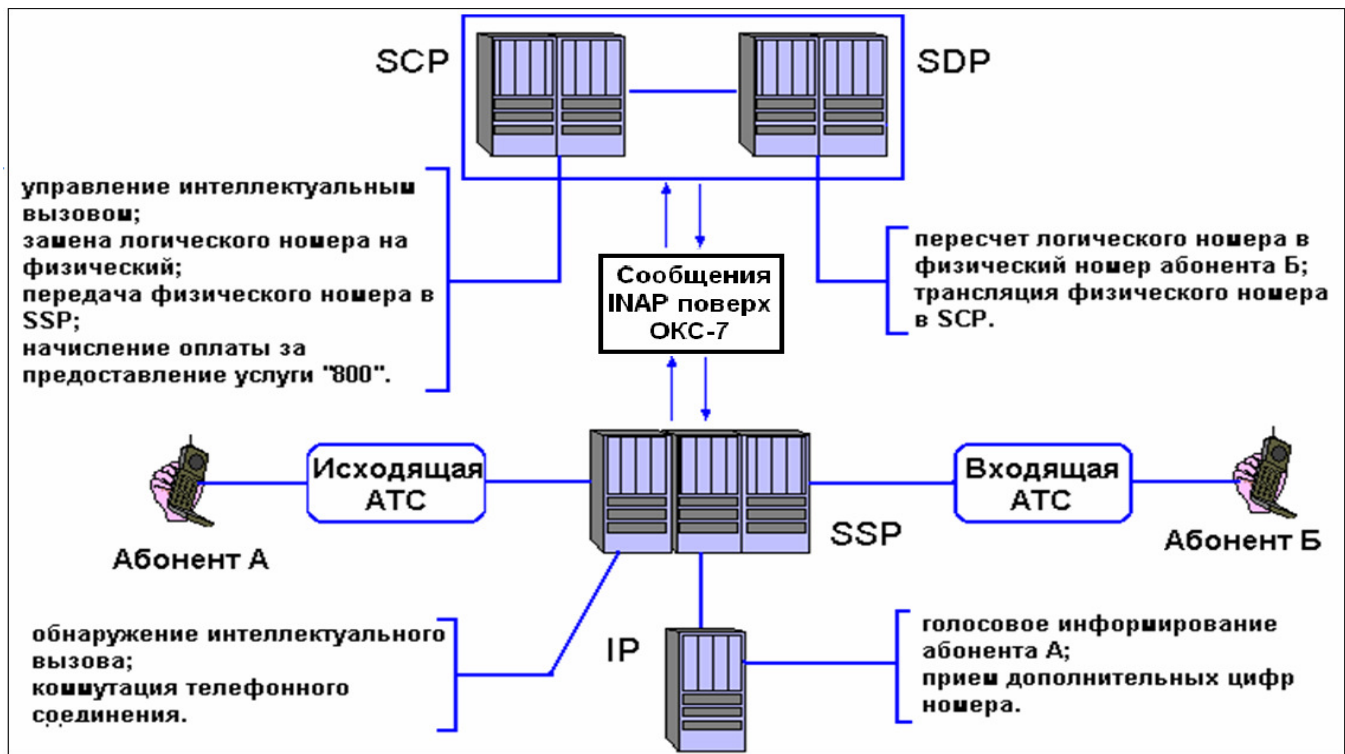 SCP
SDP
управление интеллектуальным
вызовом;
замена логического номера на
физический;
передача физического номера в
SSP;
начисление оплаты за
предоставление услуги "800".
Сообщения
INAP поверх
ОКС-7
пересчет логического номера в
физический номер абонента Б;
трансляция физического номера
в SCP.
Абонент А
Исходящая
АТС
SSP
Входящая
АТС
Абонент Б
обнаружение интеллектуального
вызова;
коммутация телефонного
соединения.
IP
голосовое информирование
абонента А;
прием дополнительных цифр
номера.